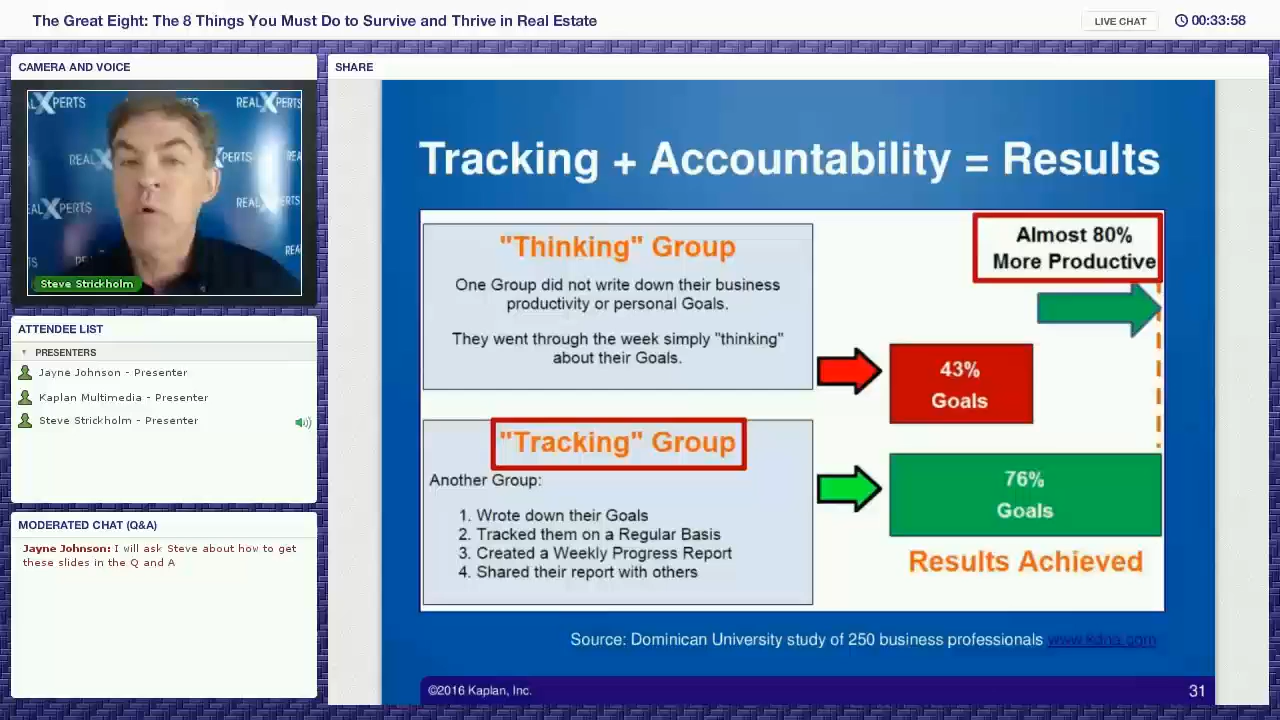 The Great Eight: The 8 Things You Must Do to Survive and Thrive in Real Estate
LIVE CHAT
00:33:58
CAMERA AND VOICE
REAL XPERTS
REAL
XPERTS
Steve Strickholm
ATTENDEE LIST
PRESENTERS
Jayne Johnson - Presenter
Kaplan Multimedia - Presenter
Steve Strickholm - Presenter
MODERATED CHAT (Q&A)
Jayne Johnson: I will ask Steve about how to get
these slides in the Q and A
SHARE
Tracking + Accountability = Results
"Thinking" Group
One Group did not write down their business
productivity or personal Goals.
They went through the week simply "thinking"
about their Goals.
Almost 80%
More Productive
43%
Goals
"Tracking" Group
Another Group:
1. Wrote down their Goals
2. Tracked them on a Regular Basis
3. Created a Weekly Progress Report
4. Shared their report with others
76%
Goals
Results Achieved
Source: Dominican University study of 250 business professionals
©2016 Kaplan, Inc.
31